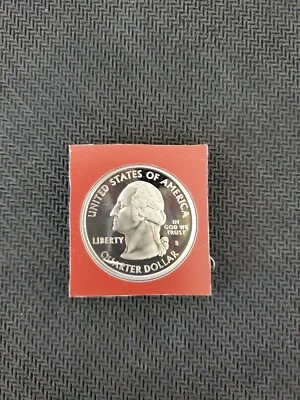 UNITED STATES OF AMERICA
LIBERTY
IN
GOD WE
TRUST
S
QUARTER DOLLAR